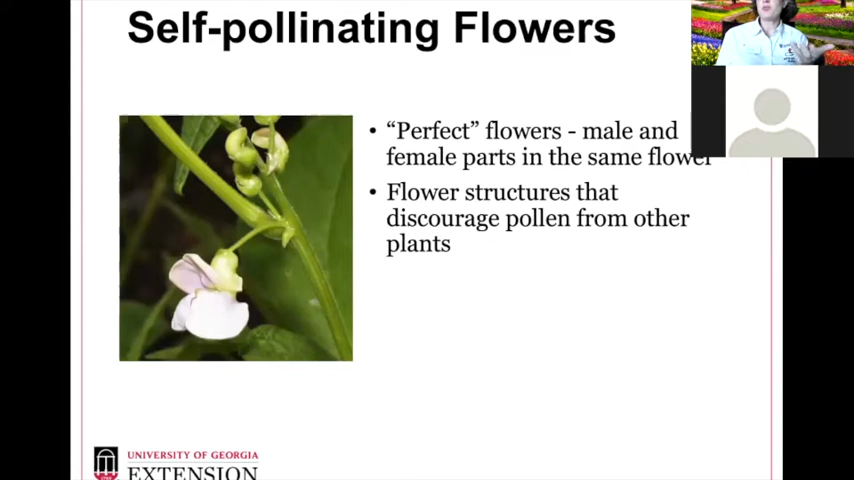 Self-pollinating Flowers
• “Perfect” flowers - male and
female parts in the same flower
• Flower structures that
discourage pollen from other
plants
UNIVERSITY OF GEORGIA
EXTENSION